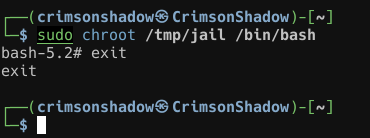 ┌──(crimsonshadow㉿CrimsonShadow)-[~]
└─$ sudo chroot /tmp/jail /bin/bash
bash-5.2# exit
exit
┌──(crimsonshadow㉿CrimsonShadow)-[~]
└─$